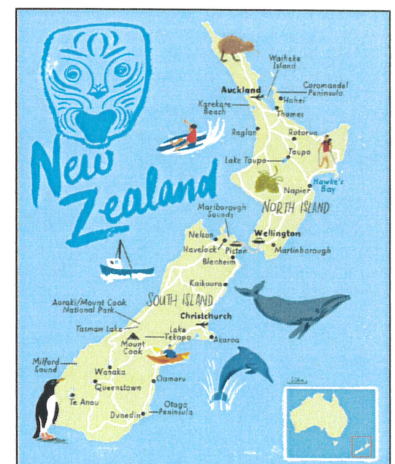 New
Zealand
Waiheke
Island
Auckland
Coromandel
Peninsula
Hahei
Karekare
Beach
Thames
Raglan
Rotorua
Taupo
Lake Taupo
Hawke's
Bay
Napier
NORTH ISLAND
Marlborough
Sounds
Nelson
Wellington
Havelock
Picton
Martinborough
Blenheim
Kaikoura
SOUTH ISLAND
Aoraki/Mount Cook
National Park
Christchurch
Tasman Lake
Lake
Tekapo
Akaroa
Mount
Cook
Milford
Sound
Wanaka
Oamaru
Queenstown
Te Anau
Otago
Peninsula
Dunedin